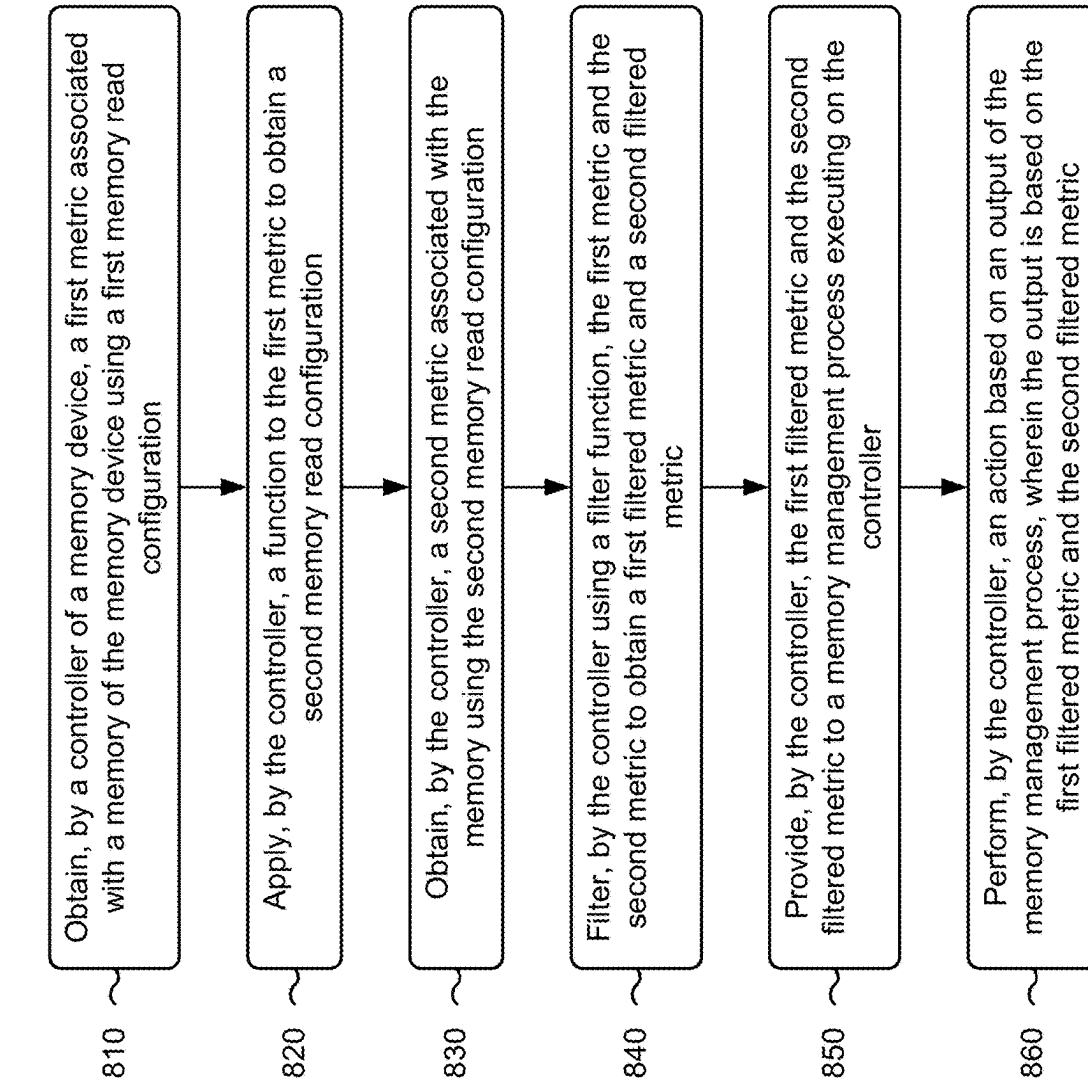 810
Obtain, by a controller of a memory device, a first metric associated
with a memory of the memory device using a first memory read
configuration
820
Apply, by the controller, a function to the first metric to obtain a
second memory read configuration
830
Obtain, by the controller, a second metric associated with the
memory using the second memory read configuration
840
Filter, by the controller using a filter function, the first metric and the
second metric to obtain a first filtered metric and a second filtered
metric
850
Provide, by the controller, the first filtered metric and the second
filtered metric to a memory management process executing on the
controller
860
Perform, by the controller, an action based on an output of the
memory management process, wherein the output is based on the
first filtered metric and the second filtered metric